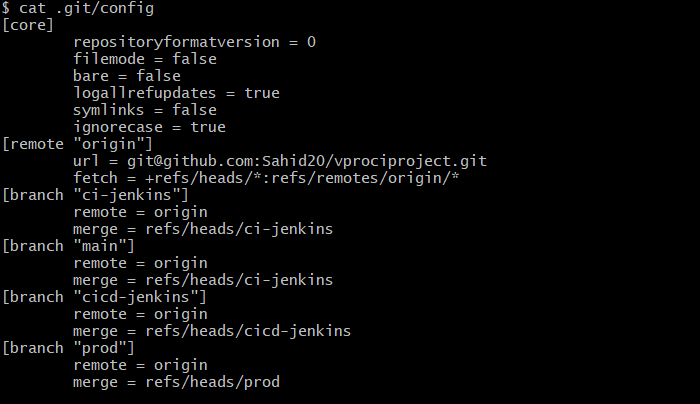 $ cat .git/config
[core]
        repositoryformatversion = 0
        filemode = false
        bare = false
        logallrefupdates = true
        symlinks = false
        ignorecase = true
[remote "origin"]
        url = git@github.com:Sahid20/vprociproject.git
        fetch = +refs/heads/*:refs/remotes/origin/*
[branch "ci-jenkins"]
        remote = origin
        merge = refs/heads/ci-jenkins
[branch "main"]
        remote = origin
        merge = refs/heads/ci-jenkins
[branch "cicd-jenkins"]
        remote = origin
        merge = refs/heads/cicd-jenkins
[branch "prod"]
        remote = origin
        merge = refs/heads/prod